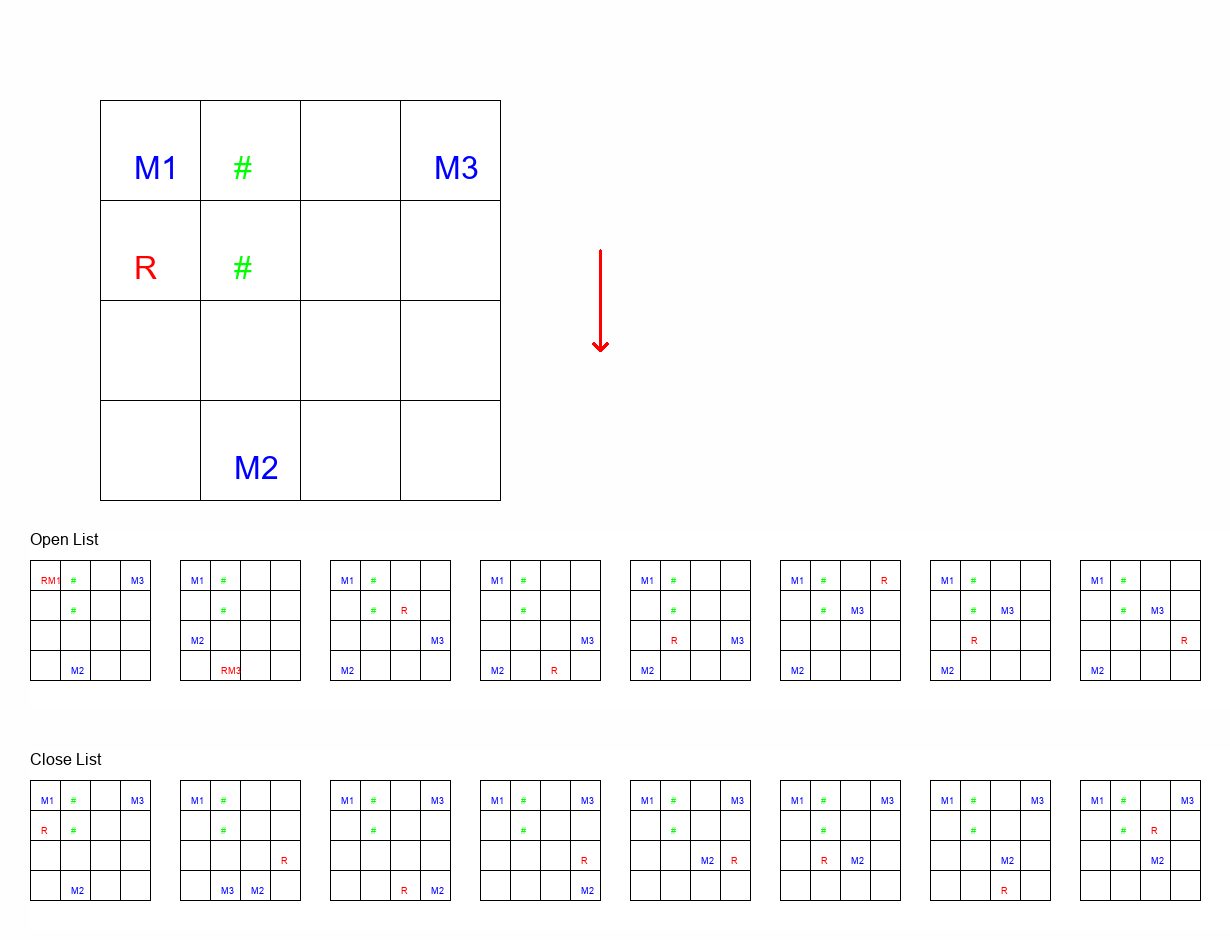 M1 # M3
R #
M2
Open List
RM1 # M3 M1 # M1 # M1 # M1 # M1 # R M1 # M1 #
# # # R # # # M3 # M3 # M3
M2 M3 M3 R M3 R R
M2 RM3 M2 M2 R M2 M2 M2 M2
Close List
M1 # M3 M1 # M1 # M3 M1 # M3 M1 # M3 M1 # M3 M1 # M3 M1 # M3
R # # # # # # # # R
R R M2 R R M2 M2 M2
M2 M3 M2 R M2 M2 R